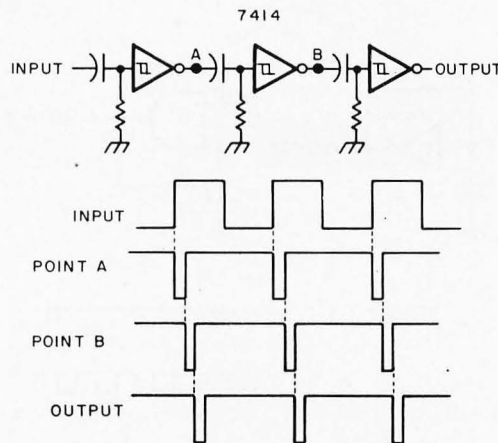 7414
A B
INPUT OUTPUT
INPUT
POINT A
POINT B
OUTPUT